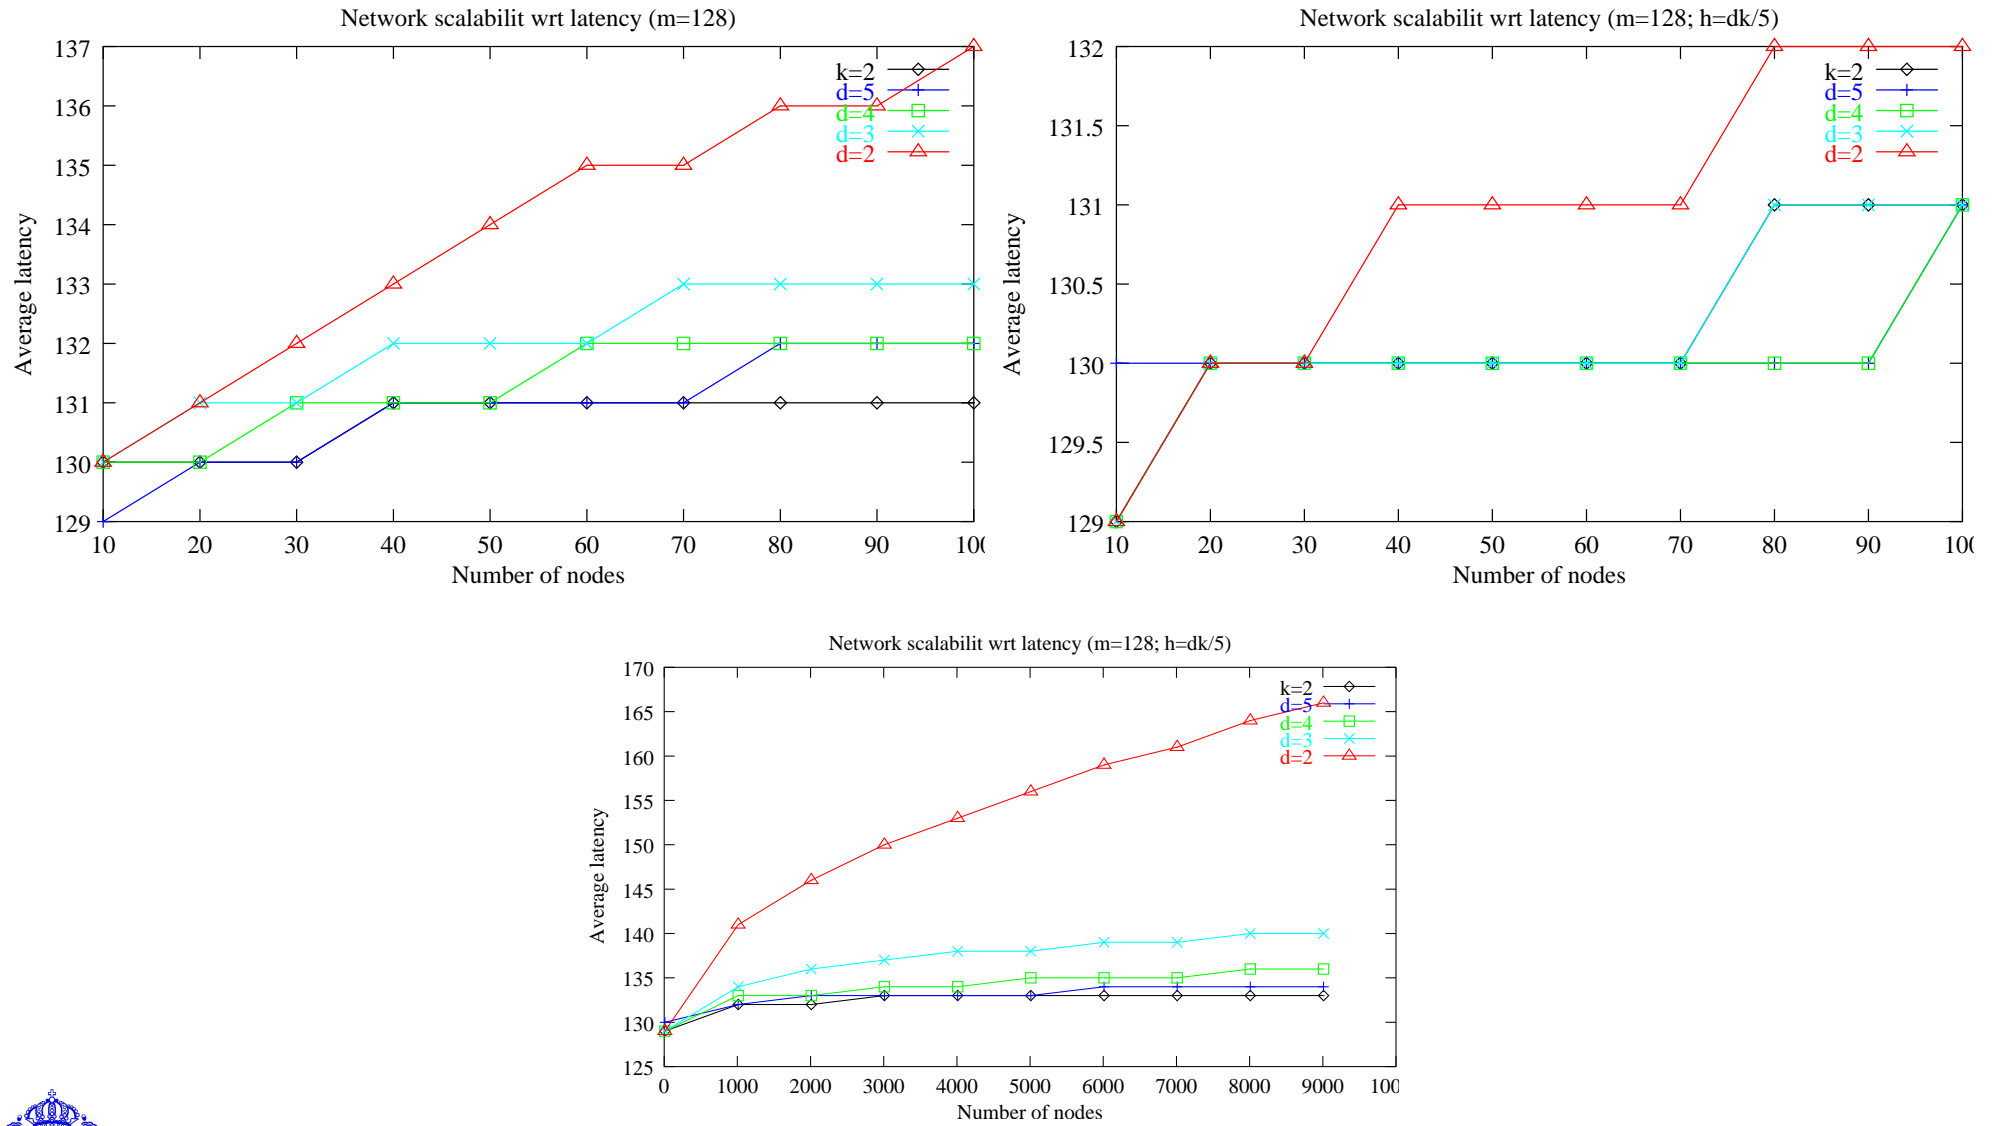 Network scalabilit wrt latency (m=128)
137
136
135
134
133
132
131
130
129
Average latency
k=2
d=5
d=4
d=3
d=2
10 20 30 40 50 60 70 80 90 100
Number of nodes
Network scalabilit wrt latency (m=128; h=dk/5)
132
131.5
131
130.5
130
129.5
129
Average latency
k=2
d=5
d=4
d=3
d=2
10 20 30 40 50 60 70 80 90 100
Number of nodes
Network scalabilit wrt latency (m=128; h=dk/5)
170
165
160
155
150
145
140
135
130
125
Average latency
k=2
d=5
d=4
d=3
d=2
0 1000 2000 3000 4000 5000 6000 7000 8000 9000 100
Number of nodes